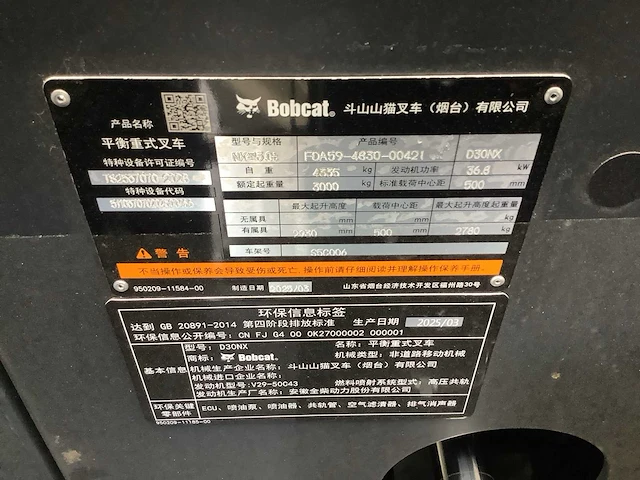 Bobcat. 斗山山猫叉车（烟台）有限公司
产品名称
平衡重式叉车
特种设备许可证编号
特种设备代码
型号与规格 产品编号
FDA59-4830-00421 D30NX
自重 4535 kg 发动机功率 36.8 kW
额定起重量 3000 kg 标准载荷中心距 500 mm
最大起升高度 载荷中心距 最大起升高度起重量
无属具 mm mm kg
有属具 500 2780
车架号
警告
不当操作或保养会导致受伤或死亡，操作前请仔细阅读并理解操作保养手册.
950209-11584-00 制造日期 2025/03 山东省烟台经济技术开发区福州路30号
环保信息标签
达到 GB 20891-2014 第四阶段排放标准 生产日期 2025/03
环保信息公开编号: CN FJ G4 00 0K27000002 000001
基本信息
型号: D30NX 名称: 平衡重式叉车
商标: Bobcat. 机械类型: 非道路移动机械
机械生产企业名称: 斗山山猫叉车（烟台）有限公司
机械进口企业名称:
发动机型号: V29-50C43 燃料喷射系统型式: 高压共轨
发动机生产厂名称: 安徽全柴动力股份有限公司
环保关键零部件 ECU、喷油泵、喷油器、共轨管、空气滤清器、排气消声器
950209-11185-00